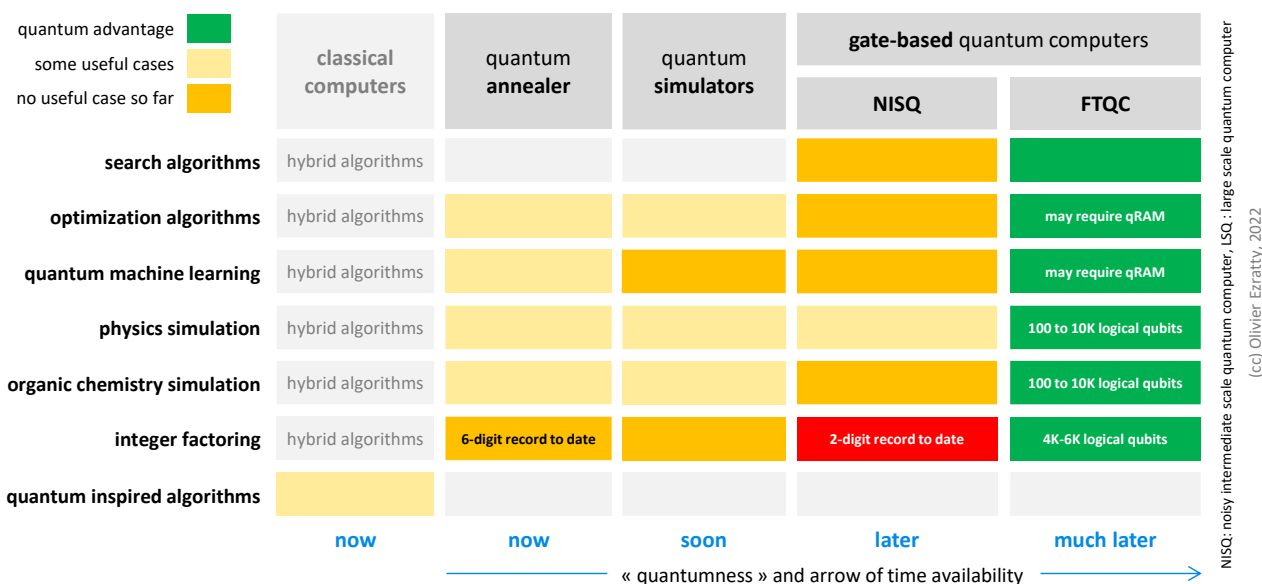 quantum advantage
some useful cases
no useful case so far
classical
computers
quantum
annealer
quantum
simulators
gate-based quantum computers
NISQ
FTQC
search algorithms
hybrid algorithms
optimization algorithms
hybrid algorithms
may require qRAM
quantum machine learning
hybrid algorithms
may require qRAM
physics simulation
hybrid algorithms
100 to 10K logical qubits
organic chemistry simulation
hybrid algorithms
100 to 10K logical qubits
integer factoring
hybrid algorithms
6-digit record to date
2-digit record to date
4K-6K logical qubits
quantum inspired algorithms
now
now
soon
later
much later
« quantumness » and arrow of time availability
NISQ: noisy intermediate scale quantum computer, LSQ : large scale quantum computer
(cc) Olivier Ezratty, 2022